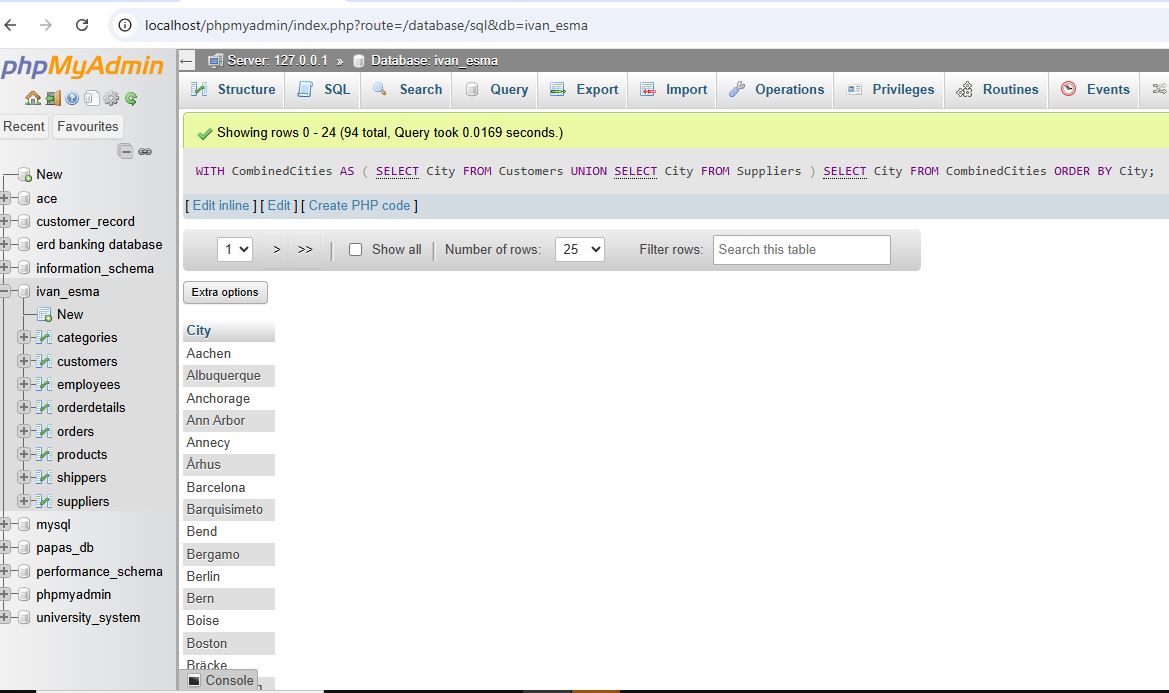 localhost/phpmyadmin/index.php?route=/database/sql&db=ivan_esma
phpMyAdmin
Recent Favourites
New
ace
customer_record
erd banking database
information_schema
ivan_esma
New
categories
customers
employees
orderdetails
orders
products
shippers
suppliers
mysql
papas_db
performance_schema
phpmyadmin
university_system
Server: 127.0.0.1 » Database: ivan_esma
Structure SQL Search Query Export Import Operations Privileges Routines Events
Showing rows 0 - 24 (94 total, Query took 0.0169 seconds.)
WITH CombinedCities AS ( SELECT City FROM Customers UNION SELECT City FROM Suppliers ) SELECT City FROM CombinedCities ORDER BY City;
[ Edit inline ] [ Edit ] [ Create PHP code ]
1 > >> Show all Number of rows: 25 Filter rows: Search this table
Extra options
City
Aachen
Albuquerque
Anchorage
Ann Arbor
Annecy
Århus
Barcelona
Barquisimeto
Bend
Bergamo
Berlin
Bern
Boise
Boston
Bräcke
Console